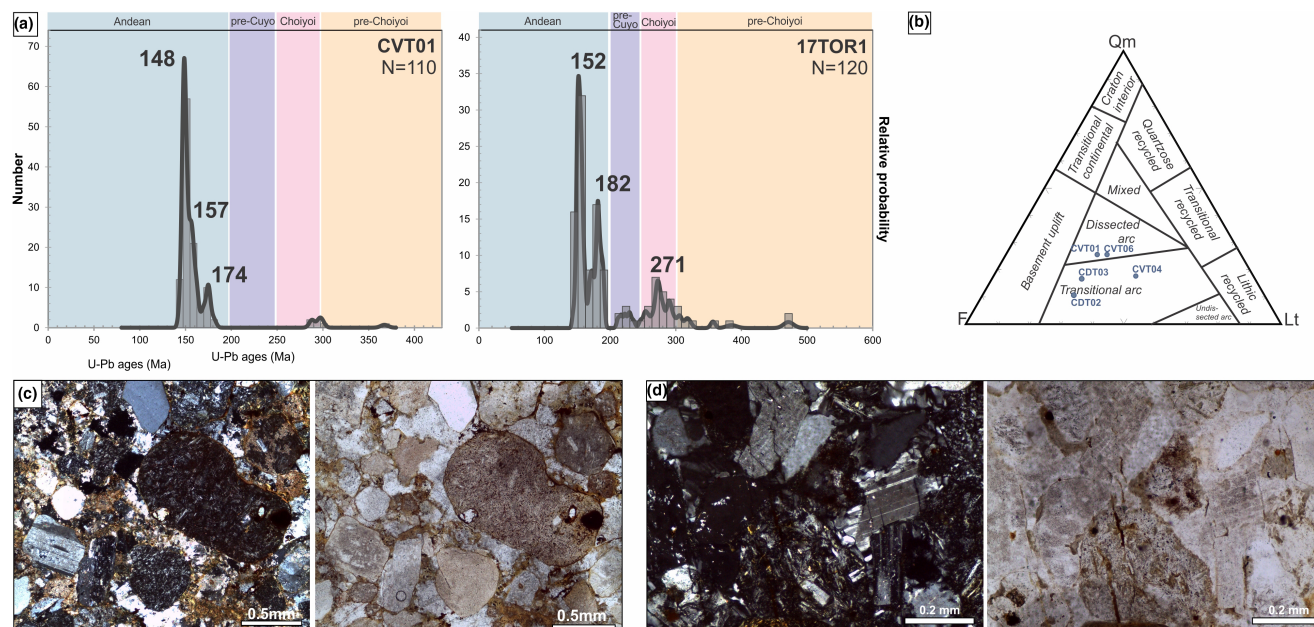 (a)
Andean
pre-Cuyo
Choiyoi
pre-Choiyoi
CVT01
N=110
148
157
174
Number
70
60
50
40
30
20
10
0
0
50
100
150
200
250
300
350
400
U-Pb ages (Ma)
U-Pb ages (Ma)
Andean
pre-
Cuyo
Choiyoi
pre-Choiyoi
17TOR1
N=120
152
182
271
40
35
30
25
20
15
10
5
0
0
100
200
300
400
500
600
Relative probability
(b)
Qm
F
Lt
Craton
interior
Transitional
continental
Quartzose
recycled
Mixed
Transitional
recycled
Basement uplift
Dissected
arc
CVT01
CVT06
CDT03
CVT04
Transitional arc
CDT02
Lithic
recycled
Undis-
sected arc
(c)
0.5mm
0.5mm
(d)
0.2 mm
0.2 mm